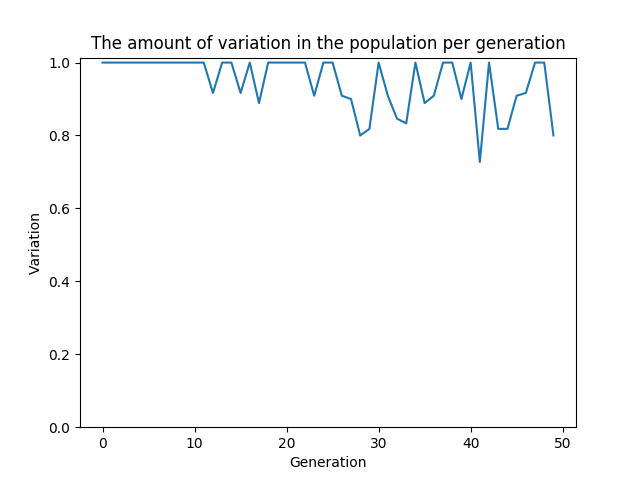 The amount of variation in the population per generation
1.0
0.8
0.6
0.4
0.2
0.0
Variation
0 10 20 30 40 50
Generation